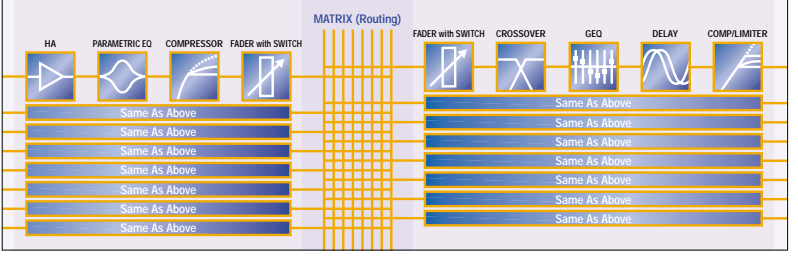 MATRIX (Routing)
HA PARAMETRIC EQ COMPRESSOR FADER with SWITCH
FADER with SWITCH CROSSOVER GEQ DELAY COMP/LIMITER
Same As Above
Same As Above
Same As Above
Same As Above
Same As Above
Same As Above
Same As Above
Same As Above
Same As Above
Same As Above
Same As Above
Same As Above
Same As Above
Same As Above